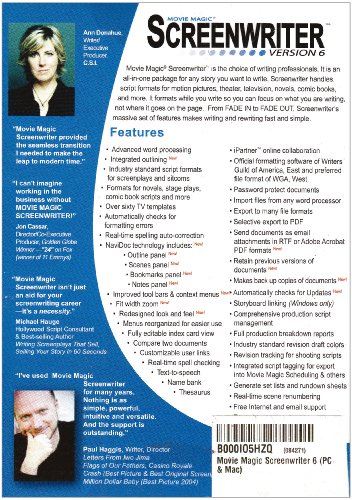 Ann Donahue,
Writer/
Executive
Producer,
C.S.I.
"Movie Magic
Screenwriter provided
the seamless transition
I needed to make the
leap to modern time."
"I can't imagine
working in the
business without
MOVIE MAGIC
SCREENWRITER!"
Jon Cassar,
Director/Co-Executive
Producer, Golden Globe
Winner —"24" on Fox
(winner of 11 Emmys)
"Movie Magic
Screenwriter isn't just
an aid for your
screenwriting career
—it's a necessity."
Michael Hauge
Hollywood Script Consultant
& Best-selling Author
Writing Screenplays That Sell,
Selling Your Story in 60 Seconds
"I've used Movie Magic
Screenwriter
for many years.
Nothing is as
simple, powerful,
intuitive and versatile.
And the support is
outstanding."
Paul Haggis, Writer, Director
Letters From Iwo Jima
Flags of Our Fathers, Casino Royale
Crash (Best Picture & Best Original Screenplay
Million Dollar Baby (Best Picture 2004)
MOVIE MAGIC™
SCREENWRITER™
VERSION 6
Movie Magic® Screenwriter™ is the choice of writing professionals. It is an
all-in-one package for any story you want to write. Screenwriter handles
script formats for motion pictures, theater, television, novels, comic books,
and more. It formats while you write so you can focus on what you are writing,
not where it goes on the page. From FADE IN to FADE OUT, Screenwriter's
massive set of features makes writing and rewriting fast and simple.
Features
• Advanced word processing
• Integrated outlining New!
• Industry standard script formats
for screenplays and sitcoms
• Formats for novels, stage plays,
comic book scripts and more
• Over sixty TV templates
• Automatically checks for
formatting errors
• Real-time spelling auto-correction
• NaviDoc technology includes: New!
• Outline panel New!
• Scenes panel New!
• Bookmarks panel New!
• Notes panel New!
• Improved tool bars & context menus New!
• Fit width zoom New!
• Redesigned look and feel New!
• Menus reorganized for easier use
• Fully editable index card view
• Compare two documents
• Customizable user links
• Real-time spell checking
• Text-to-speech
• Name bank
• Thesaurus
• iPartner™ online collaboration
• Official formatting software of Writers
Guild of America, East and preferred
file format of WGA, West.
• Password protect documents
• Import files from any word processor
• Export to many file formats
• Selective export to PDF
• Send documents as email
attachments in RTF or Adobe Acrobat
PDF formats New!
• Retain previous versions of
documents New!
• Makes back up copies of documents New!
• Automatically checks for Updates New!
• Storyboard linking (Windows only)
• Comprehensive production script
management
• Full production breakdown reports
• Industry standard revision draft colors
• Revision tracking for shooting scripts
• Integrated script tagging for export
into Movie Magic Scheduling & others
• Generate set lists and rundown sheets
• Real-time scene renumbering
• Free Internet and email support
B000IO5HZQ
(084271)
Movie Magic Screenwriter 6 (PC
& Mac)